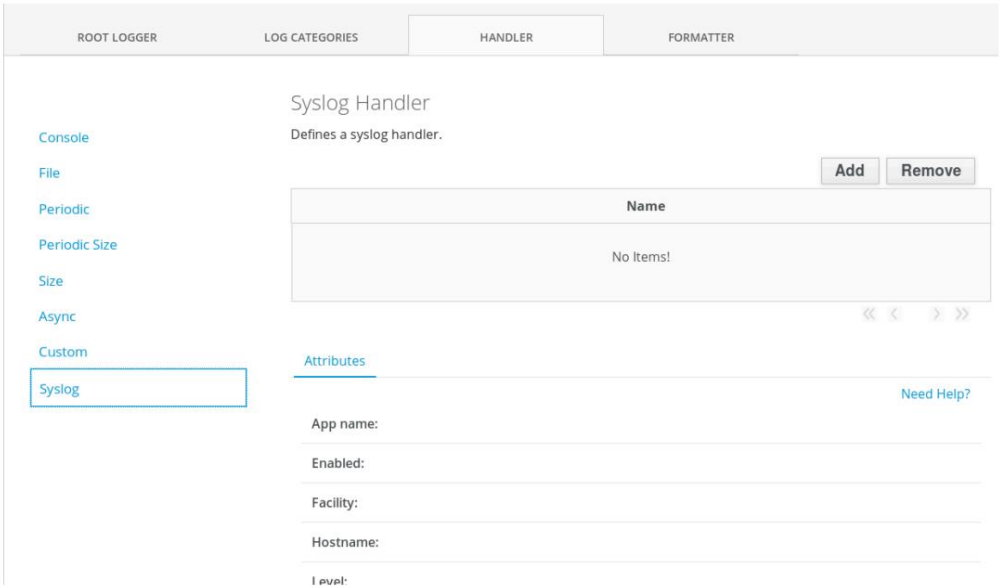 ROOT LOGGER LOG CATEGORIES HANDLER FORMATTER
Syslog Handler
Defines a syslog handler.
Console
File
Periodic
Periodic Size
Size
Async
Custom
Syslog
Add Remove
Name
No Items!
Attributes
Need Help?
App name:
Enabled:
Facility:
Hostname:
Level: